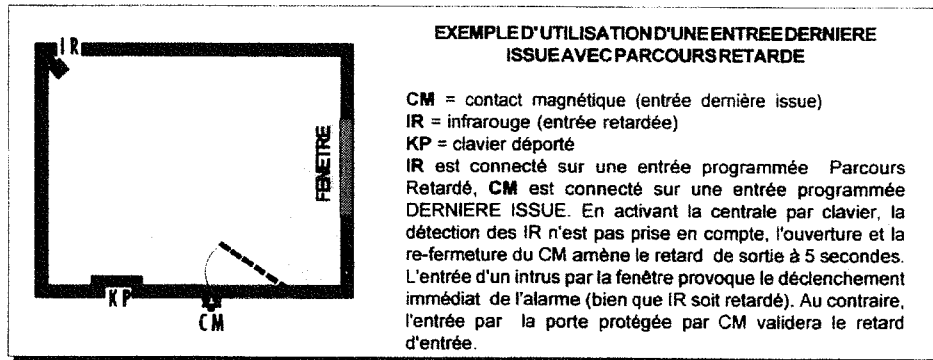 IR
FENETRE
KP
CM
EXEMPLE D'UTILISATION D'UNE ENTREE DERNIERE
ISSUE AVEC PARCOURS RETARDE
CM = contact magnétique (entrée dernière issue)
IR = infrarouge (entrée retardée)
KP = clavier déporté
IR est connecté sur une entrée programmée Parcours
Retardé, CM est connecté sur une entrée programmée
DERNIERE ISSUE. En activant la centrale par clavier, la
détection des IR n'est pas prise en compte, l'ouverture et la
re-fermeture du CM amène le retard de sortie à 5 secondes.
L'entrée d'un intrus par la fenêtre provoque le déclenchement
immédiat de l'alarme (bien que IR soit retardé). Au contraire,
l'entrée par la porte protégée par CM validera le retard
d'entrée.